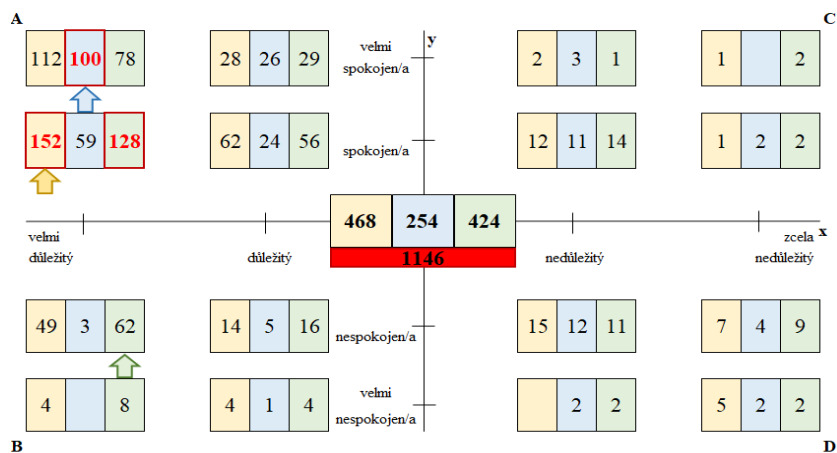 A
C
y
112 100 78
28 26 29
velmi
spokojen/a
2 3 1
1 2
152 59 128
62 24 56
spokojen/a
12 11 14
1 2 2
468 254 424
1146
velmi
důležitý
důležitý
nedůležitý
zcela
nedůležitý
x
49 3 62
14 5 16
nespokojen/a
15 12 11
7 4 9
4 8
4 1 4
velmi
nespokojen/a
2 2
5 2 2
B
D